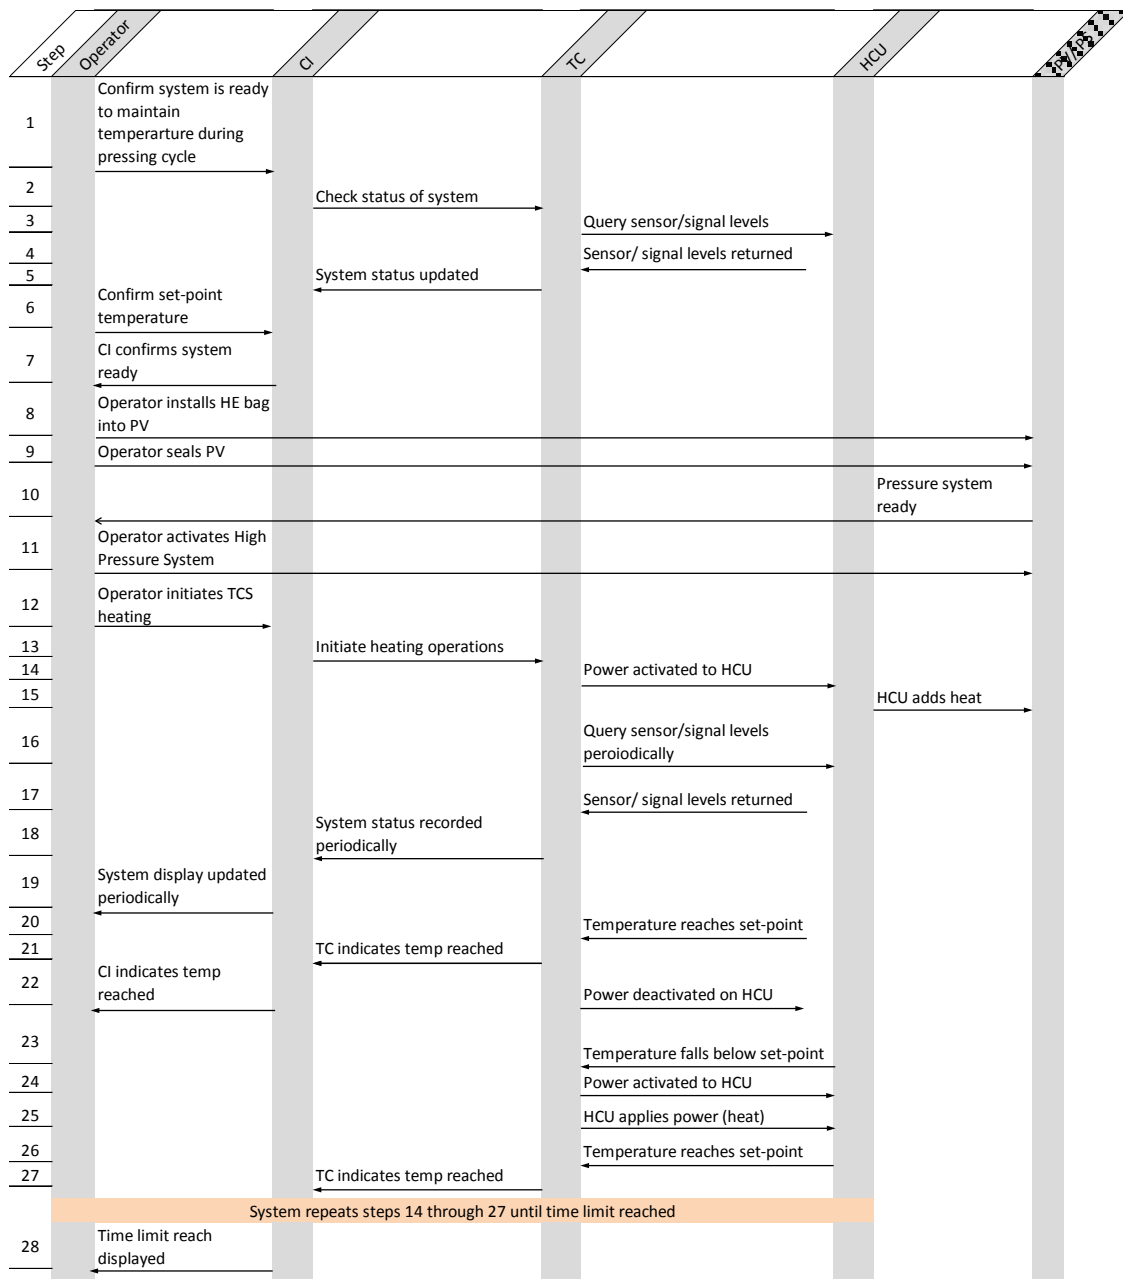 Step
Operator
CI
TC
HCU
PV/PS
1
Confirm system is ready
to maintain
temperarture during
pressing cycle
2
Check status of system
3
Query sensor/signal levels
4
Sensor/ signal levels returned
5
System status updated
6
Confirm set-point
temperature
7
CI confirms system
ready
8
Operator installs HE bag
into PV
9
Operator seals PV
10
Pressure system
ready
11
Operator activates High
Pressure System
12
Operator initiates TCS
heating
13
Initiate heating operations
14
Power activated to HCU
15
HCU adds heat
16
Query sensor/signal levels
peroiodically
17
Sensor/ signal levels returned
18
System status recorded
periodically
19
System display updated
periodically
20
Temperature reaches set-point
21
TC indicates temp reached
22
CI indicates temp
reached
Power deactivated on HCU
23
Temperature falls below set-point
24
Power activated to HCU
25
HCU applies power (heat)
26
Temperature reaches set-point
27
TC indicates temp reached
System repeats steps 14 through 27 until time limit reached
28
Time limit reach
displayed